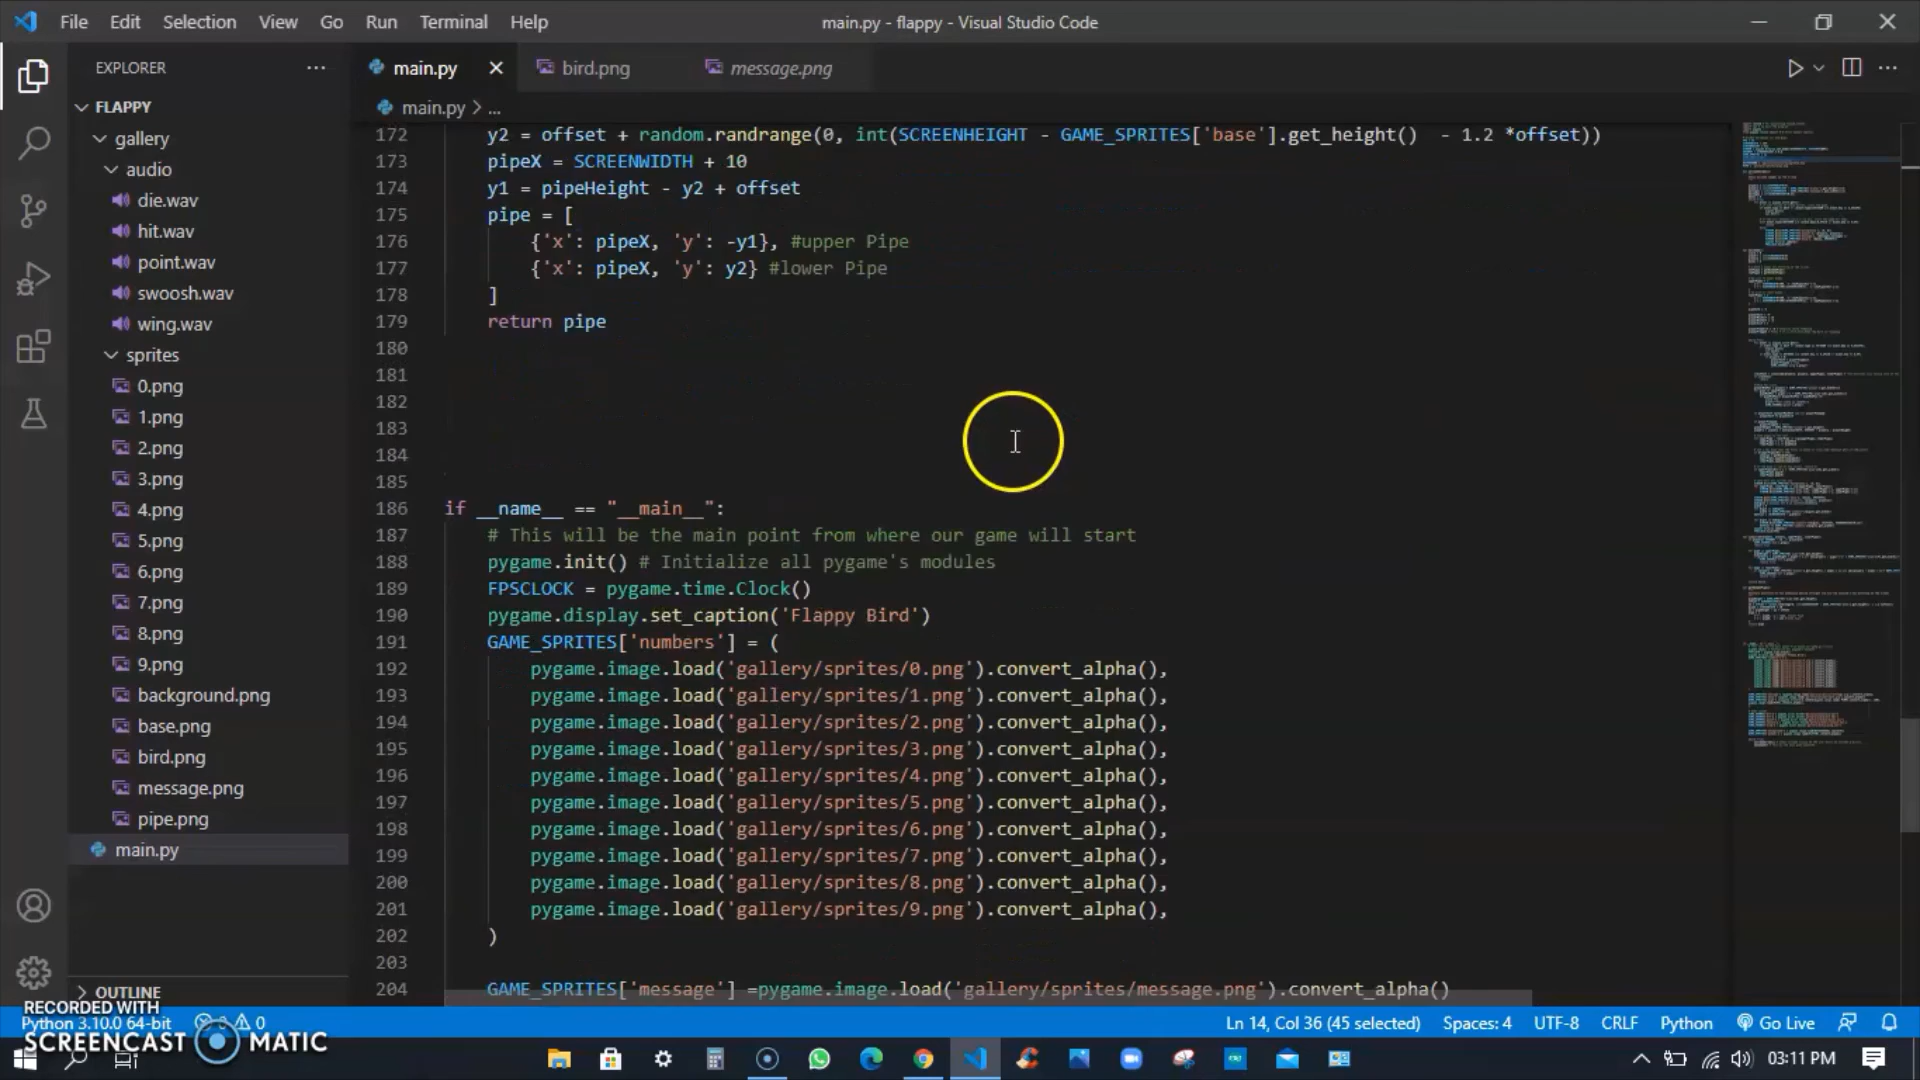 File Edit Selection View Go Run Terminal Help
main.py - flappy - Visual Studio Code
EXPLORER
main.py
bird.png
message.png
FLAPPY
main.py > ...
gallery
audio
die.wav
hit.wav
point.wav
swoosh.wav
wing.wav
sprites
0.png
1.png
2.png
3.png
4.png
5.png
6.png
7.png
8.png
9.png
background.png
base.png
bird.png
message.png
pipe.png
main.py
OUTLINE
172 y2 = offset + random.randrange(0, int(SCREENHEIGHT - GAME_SPRITES['base'].get_height()  - 1.2 *offset))
173 pipeX = SCREENWIDTH + 10
174 y1 = pipeHeight - y2 + offset
175 pipe = [
176 {'x': pipeX, 'y': -y1}, #upper Pipe
177 {'x': pipeX, 'y': y2} #lower Pipe
178 ]
179 return pipe
180
181
182
183
184
185
186 if __name__ == "__main__":
187 # This will be the main point from where our game will start
188 pygame.init() # Initialize all pygame's modules
189 FPSCLOCK = pygame.time.Clock()
190 pygame.display.set_caption('Flappy Bird')
191 GAME_SPRITES['numbers'] = (
192 pygame.image.load('gallery/sprites/0.png').convert_alpha(),
193 pygame.image.load('gallery/sprites/1.png').convert_alpha(),
194 pygame.image.load('gallery/sprites/2.png').convert_alpha(),
195 pygame.image.load('gallery/sprites/3.png').convert_alpha(),
196 pygame.image.load('gallery/sprites/4.png').convert_alpha(),
197 pygame.image.load('gallery/sprites/5.png').convert_alpha(),
198 pygame.image.load('gallery/sprites/6.png').convert_alpha(),
199 pygame.image.load('gallery/sprites/7.png').convert_alpha(),
200 pygame.image.load('gallery/sprites/8.png').convert_alpha(),
201 pygame.image.load('gallery/sprites/9.png').convert_alpha(),
202 )
203
204 GAME_SPRITES['message'] =pygame.image.load('gallery/sprites/message.png').convert_alpha()
RECORDED WITH
SCREENCAST MATIC
Python 3.10.0 64-bit 0
Ln 14, Col 36 (45 selected) Spaces: 4 UTF-8 CRLF Python Go Live
03:11 PM